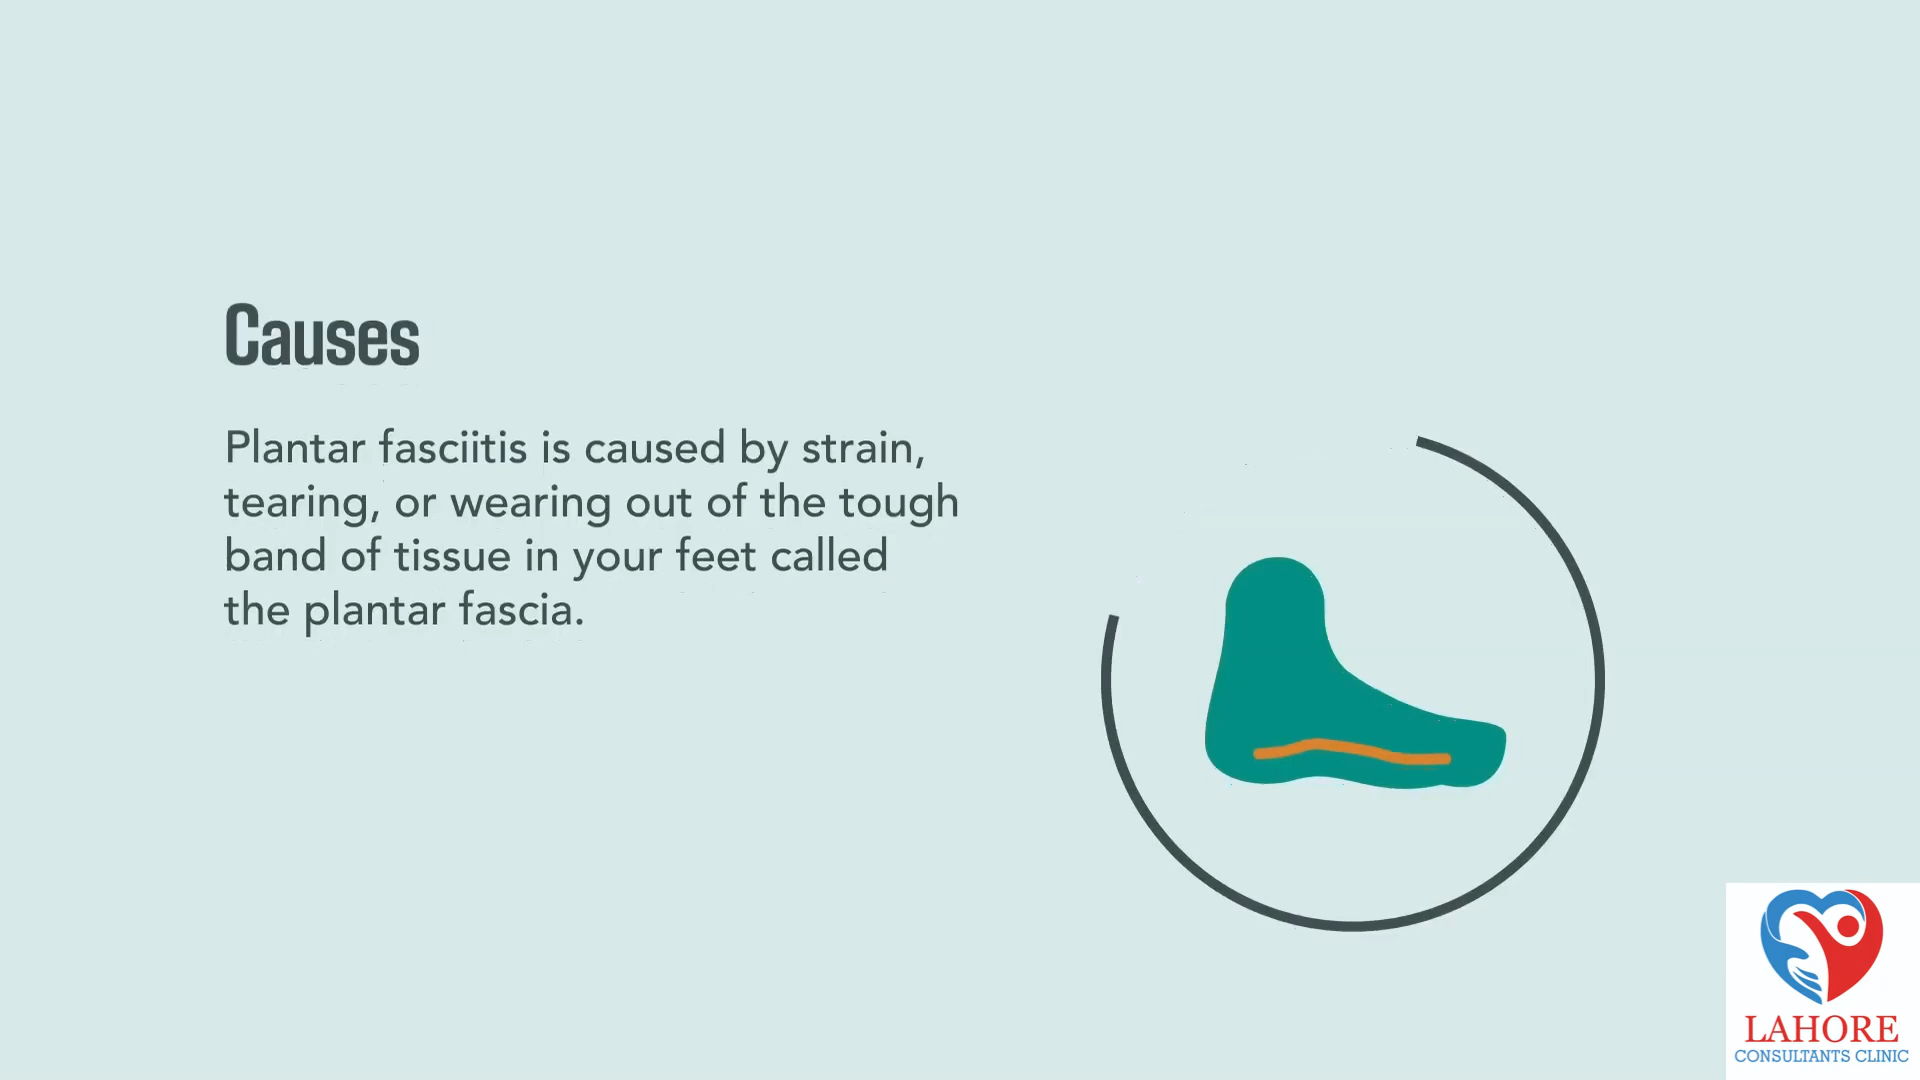 Causes
Plantar fasciitis is caused by strain,
tearing, or wearing out of the tough
band of tissue in your feet called
the plantar fascia.
LAHORE
CONSULTANTS CLINIC